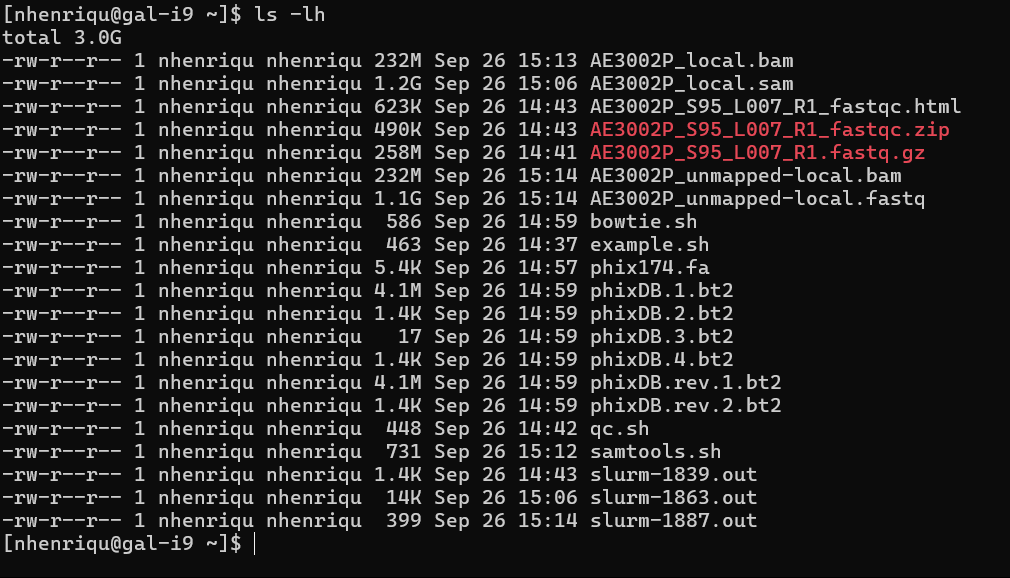 [nhenriqu@gal-i9 ~]$ ls -lh
total 3.0G
-rw-r--r-- 1 nhenriqu nhenriqu 232M Sep 26 15:13 AE3002P_local.bam
-rw-r--r-- 1 nhenriqu nhenriqu 1.2G Sep 26 15:06 AE3002P_local.sam
-rw-r--r-- 1 nhenriqu nhenriqu 623K Sep 26 14:43 AE3002P_S95_L007_R1_fastqc.html
-rw-r--r-- 1 nhenriqu nhenriqu 490K Sep 26 14:43 AE3002P_S95_L007_R1_fastqc.zip
-rw-r--r-- 1 nhenriqu nhenriqu 258M Sep 26 14:41 AE3002P_S95_L007_R1.fastq.gz
-rw-r--r-- 1 nhenriqu nhenriqu 232M Sep 26 15:14 AE3002P_unmapped-local.bam
-rw-r--r-- 1 nhenriqu nhenriqu 1.1G Sep 26 15:14 AE3002P_unmapped-local.fastq
-rw-r--r-- 1 nhenriqu nhenriqu  586 Sep 26 14:59 bowtie.sh
-rw-r--r-- 1 nhenriqu nhenriqu  463 Sep 26 14:37 example.sh
-rw-r--r-- 1 nhenriqu nhenriqu 5.4K Sep 26 14:57 phix174.fa
-rw-r--r-- 1 nhenriqu nhenriqu 4.1M Sep 26 14:59 phixDB.1.bt2
-rw-r--r-- 1 nhenriqu nhenriqu 1.4K Sep 26 14:59 phixDB.2.bt2
-rw-r--r-- 1 nhenriqu nhenriqu   17 Sep 26 14:59 phixDB.3.bt2
-rw-r--r-- 1 nhenriqu nhenriqu 1.4K Sep 26 14:59 phixDB.4.bt2
-rw-r--r-- 1 nhenriqu nhenriqu 4.1M Sep 26 14:59 phixDB.rev.1.bt2
-rw-r--r-- 1 nhenriqu nhenriqu 1.4K Sep 26 14:59 phixDB.rev.2.bt2
-rw-r--r-- 1 nhenriqu nhenriqu  448 Sep 26 14:42 qc.sh
-rw-r--r-- 1 nhenriqu nhenriqu  731 Sep 26 15:12 samtools.sh
-rw-r--r-- 1 nhenriqu nhenriqu 1.4K Sep 26 14:43 slurm-1839.out
-rw-r--r-- 1 nhenriqu nhenriqu  14K Sep 26 15:06 slurm-1863.out
-rw-r--r-- 1 nhenriqu nhenriqu  399 Sep 26 15:14 slurm-1887.out
[nhenriqu@gal-i9 ~]$